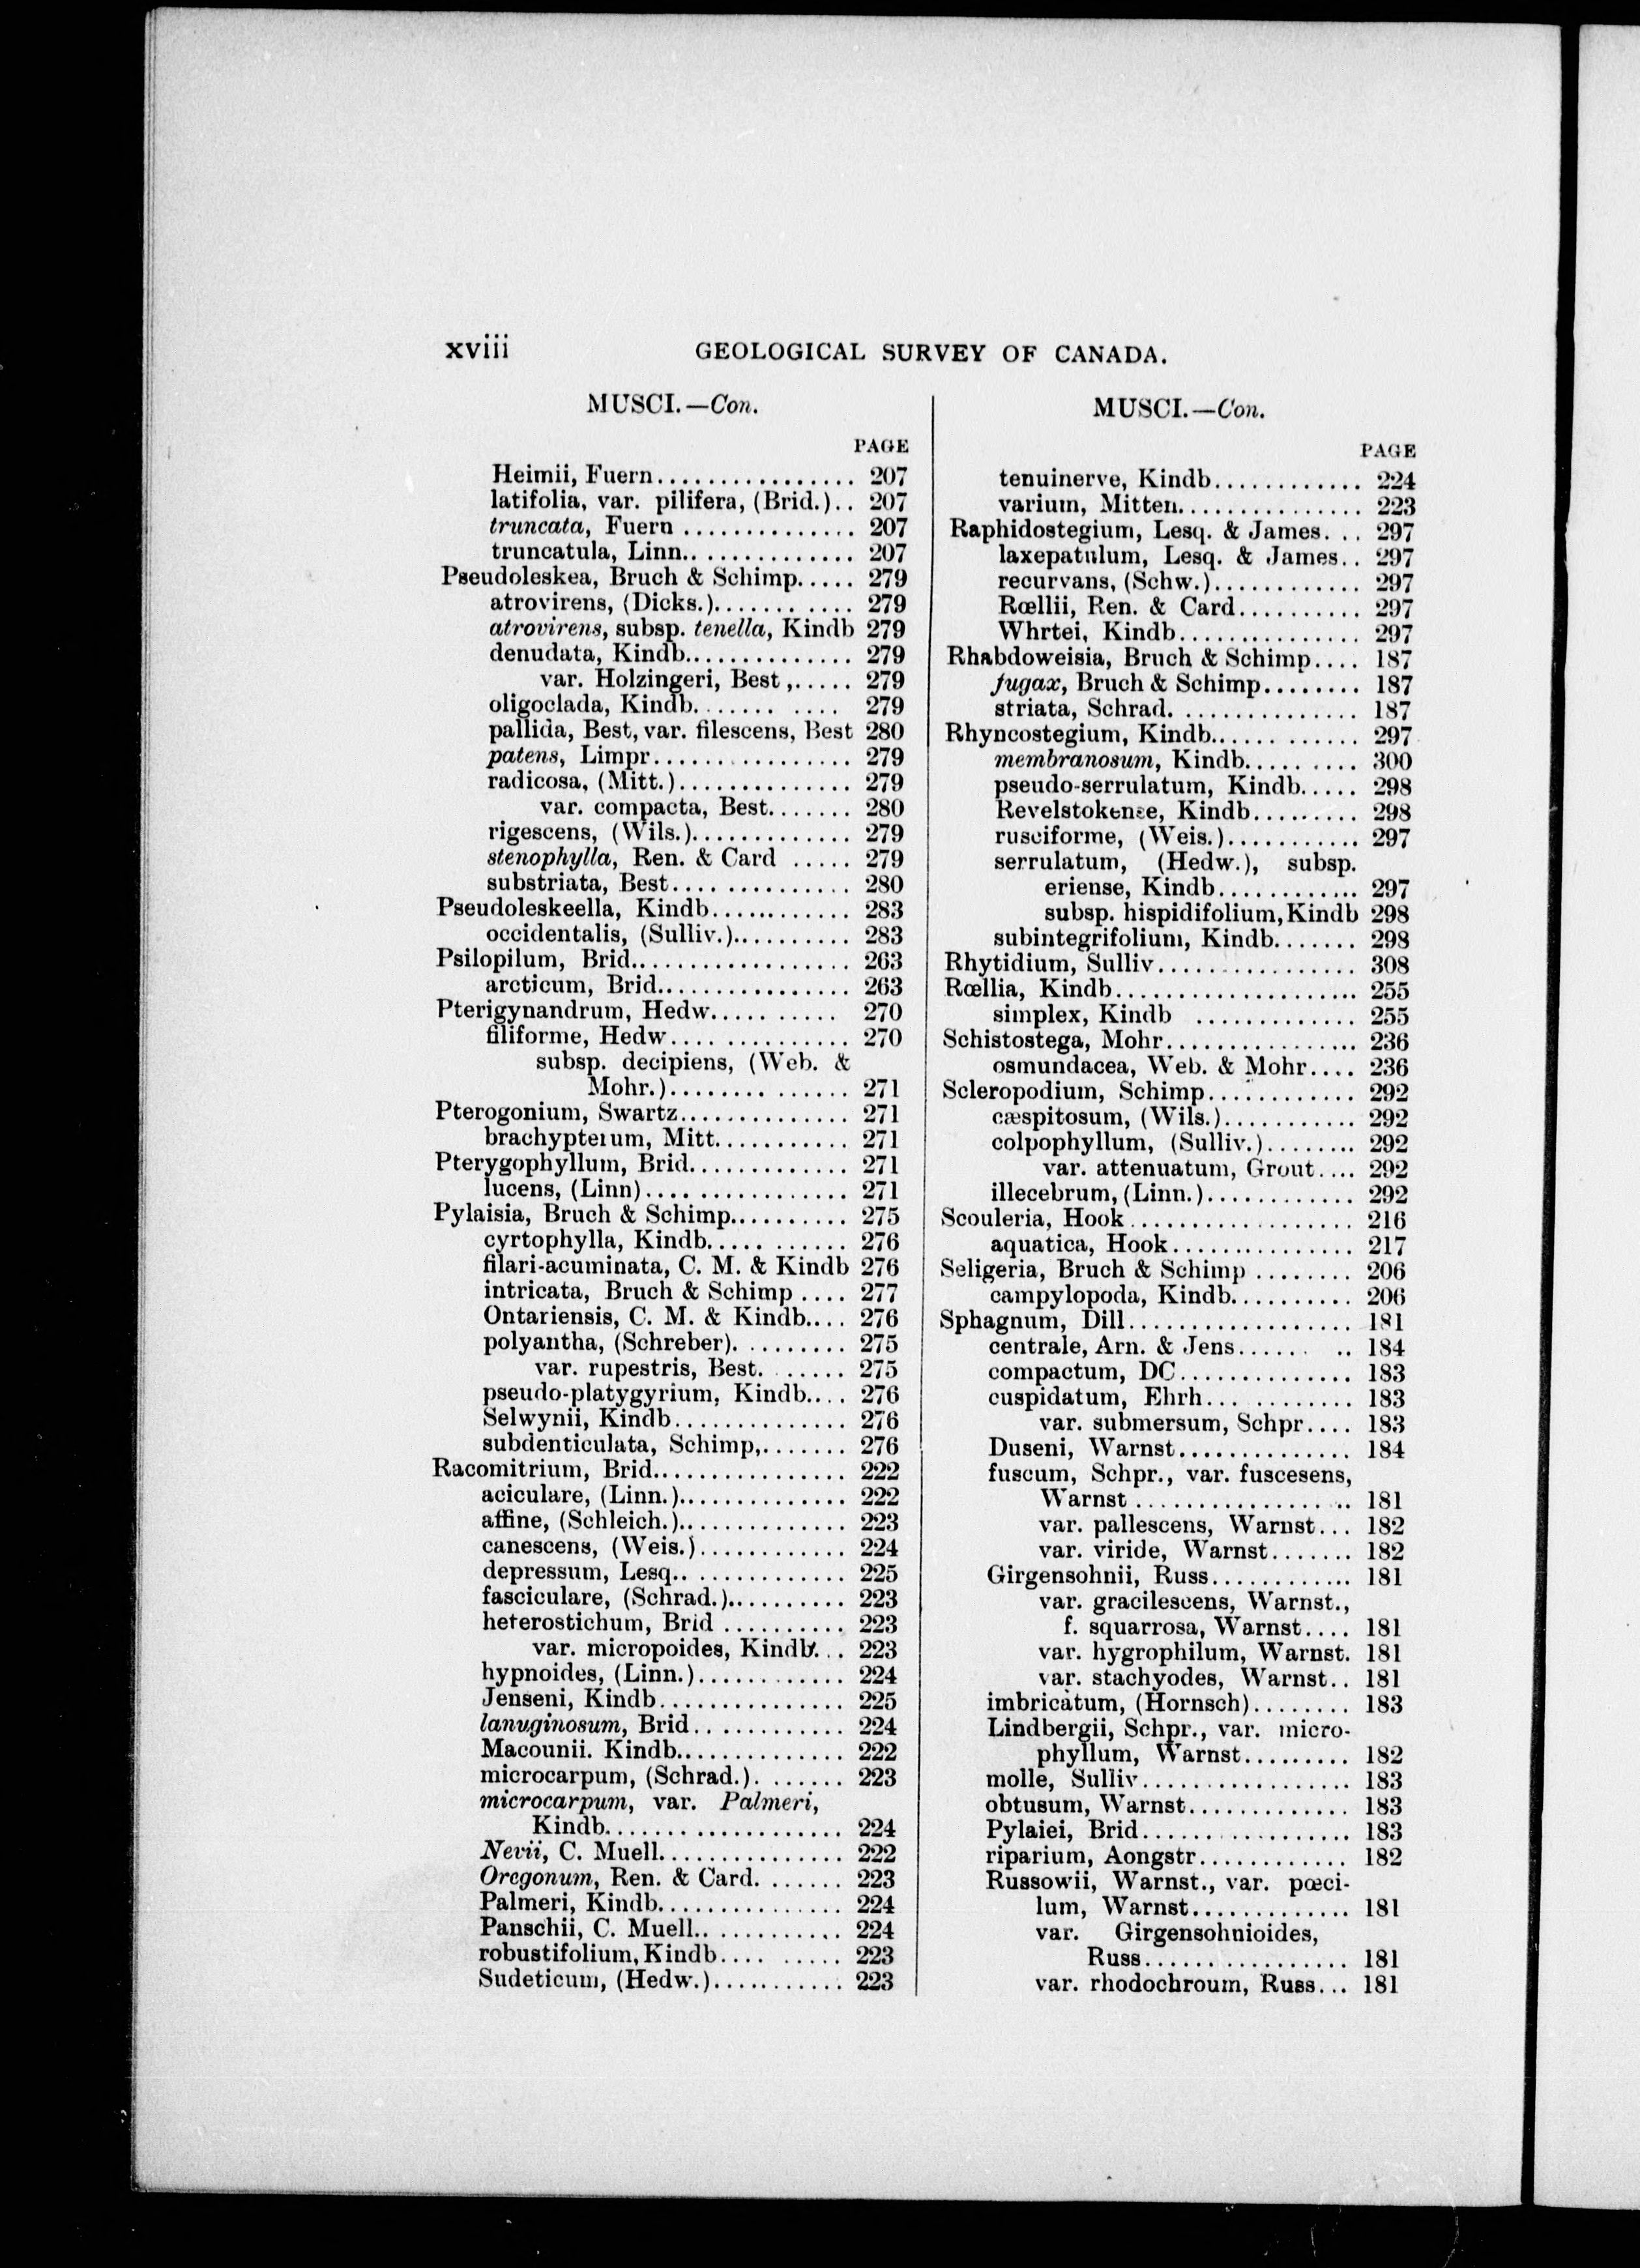 xviii GEOLOGICAL SURVEY OF CANADA.
MUSCI.—Con.
PAGE
Heimii, Fuern................ 207
latifolia, var. pilifera, (Brid.).. 207
truncata, Fuern .............. 207
truncatula, Linn.............. 207
Pseudoleskea, Bruch & Schimp..... 279
atrovirens, (Dicks.)........... 279
atrovirens, subsp. tenella, Kindb 279
denudata, Kindb.............. 279
var. Holzingeri, Best ,..... 279
oligoclada, Kindb............ 279
pallida, Best, var. filescens, Best 280
patens, Limpr................ 279
radicosa, (Mitt.).............. 279
var. compacta, Best....... 280
rigescens, (Wils.)............. 279
stenophylla, Ren. & Card ..... 279
substriata, Best............... 280
Pseudoleskeella, Kindb............ 283
occidentalis, (Sulliv.).......... 283
Psilopilum, Brid.................. 263
arcticum, Brid................ 263
Pterigynandrum, Hedw.......... 270
filiforme, Hedw............... 270
subsp. decipiens, (Web. &
Mohr.)............... 271
Pterogonium, Swartz.............. 271
brachypterum, Mitt........... 271
Pterygophyllum, Brid............. 271
lucens, (Linn)................. 271
Pylaisia, Bruch & Schimp.......... 275
cyrtophylla, Kindb........... 276
filari-acuminata, C. M. & Kindb 276
intricata, Bruch & Schimp .... 277
Ontariensis, C. M. & Kindb.... 276
polyantha, (Schreber)......... 275
var. rupestris, Best....... 275
pseudo-platygyrium, Kindb.... 276
Selwynii, Kindb.............. 276
subdenticulata, Schimp,....... 276
Racomitrium, Brid................ 222
aciculare, (Linn.).............. 222
affine, (Schleich.).............. 223
canescens, (Weis.)............ 224
depressum, Lesq.............. 225
fasciculare, (Schrad.).......... 223
heterostichum, Brid .......... 223
var. micropoides, Kindb... 223
hypnoides, (Linn.)............ 224
Jenseni, Kindb............... 225
lanuginosum, Brid............ 224
Macounii. Kindb.............. 222
microcarpum, (Schrad.)........ 223
microcarpum, var. Palmeri,
Kindb................... 224
Nevii, C. Muell............... 222
Oregonum, Ren. & Card....... 223
Palmeri, Kindb............... 224
Panschii, C. Muell............ 224
robustifolium, Kindb.......... 223
Sudeticum, (Hedw.)........... 223
MUSCI.—Con.
PAGE
tenuinerve, Kindb............ 224
varium, Mitten............... 223
Raphidostegium, Lesq. & James... 297
laxepatulum, Lesq. & James.. 297
recurvans, (Schw.)............ 297
Rœllii, Ren. & Card.......... 297
Whrtei, Kindb............... 297
Rhabdoweisia, Bruch & Schimp.... 187
fugax, Bruch & Schimp........ 187
striata, Schrad............... 187
Rhyncostegium, Kindb............ 297
membranosum, Kindb......... 300
pseudo-serrulatum, Kindb..... 298
Revelstokense, Kindb......... 298
rusciforme, (Weis.)........... 297
serrulatum, (Hedw.), subsp.
eriense, Kindb............ 297
subsp. hispidifolium, Kindb 298
subintegrifolium, Kindb....... 298
Rhytidium, Sulliv................ 308
Rœllia, Kindb.................... 255
simplex, Kindb ............. 255
Schistostega, Mohr................ 236
osmundacea, Web. & Mohr.... 236
Scleropodium, Schimp............ 292
cæspitosum, (Wils.)........... 292
colpophyllum, (Sulliv.)........ 292
var. attenuatum, Grout.... 292
illecebrum, (Linn.)............ 292
Scouleria, Hook.................. 216
aquatica, Hook............... 217
Seligeria, Bruch & Schimp ........ 206
campylopoda, Kindb.......... 206
Sphagnum, Dill.................. 181
centrale, Arn. & Jens...... .. 184
compactum, DC.............. 183
cuspidatum, Ehrh............ 183
var. submersum, Schpr.... 183
Duseni, Warnst.............. 184
fuscum, Schpr., var. fuscesens,
Warnst .................. 181
var. pallescens, Warnst... 182
var. viride, Warnst....... 182
Girgensohnii, Russ............ 181
var. gracilescens, Warnst.,
f. squarrosa, Warnst.... 181
var. hygrophilum, Warnst. 181
var. stachyodes, Warnst.. 181
imbricatum, (Hornsch)........ 183
Lindbergii, Schpr., var. micro-
phyllum, Warnst......... 182
molle, Sulliv................. 183
obtusum, Warnst............. 183
Pylaiei, Brid................. 183
riparium, Aongstr............ 182
Russowii, Warnst., var. pœci-
lum, Warnst............. 181
var. Girgensohnioides,
Russ................. 181
var. rhodochroum, Russ... 181